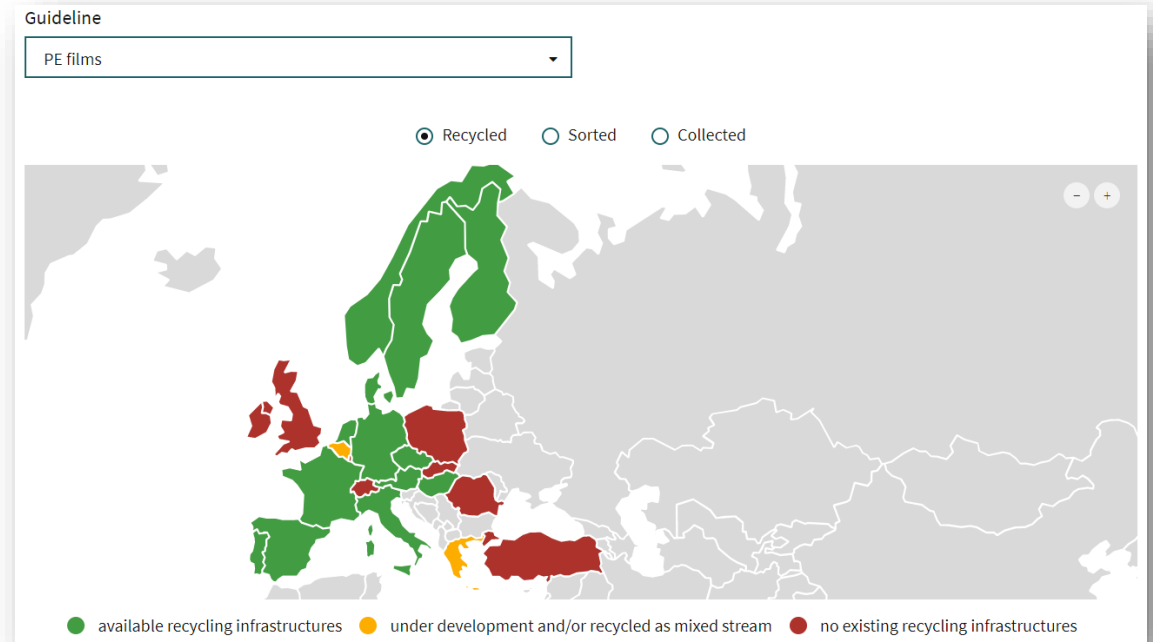 Guideline
PE films
Recycled Sorted Collected
− +
available recycling infrastructures under development and/or recycled as mixed stream no existing recycling infrastructures